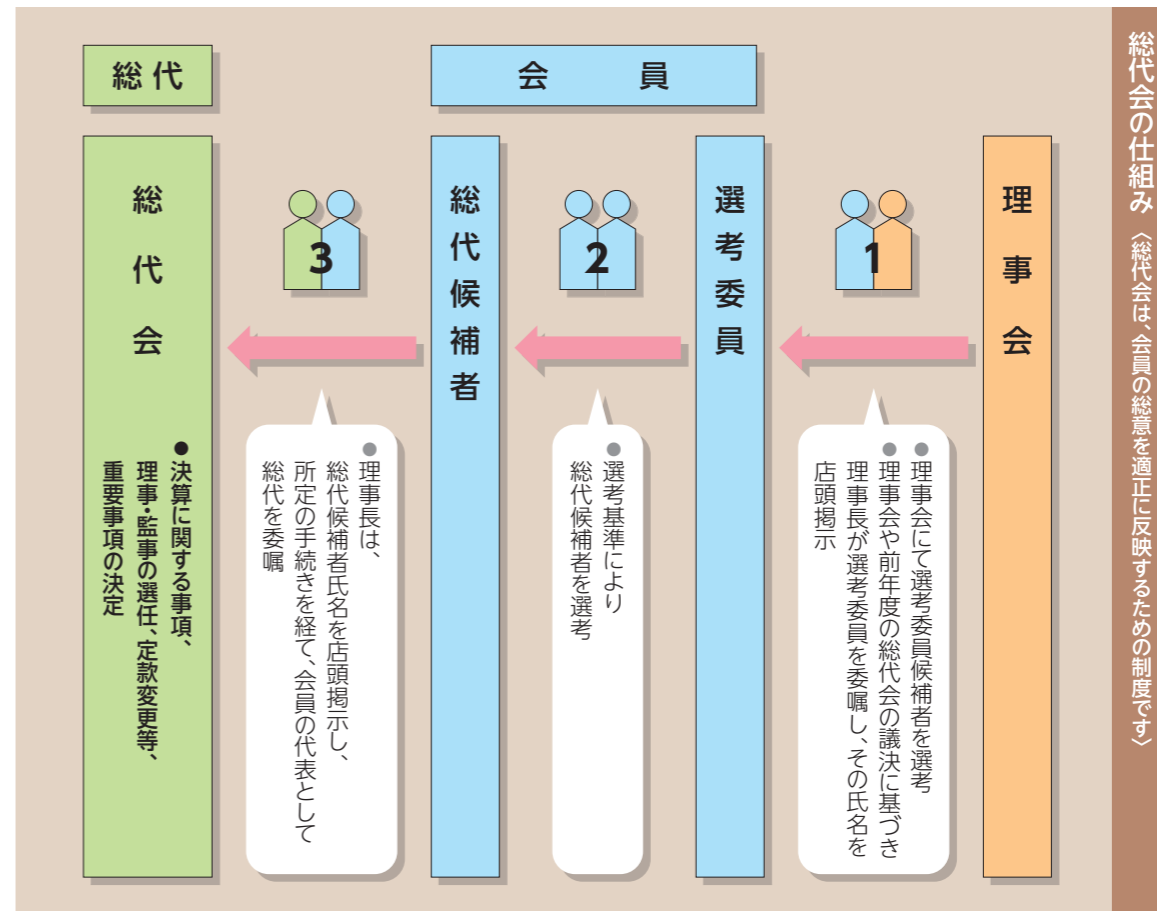 総代会の仕組み〈総代会は、会員の総意を適正に反映するための制度です〉
理事会
1
● 理事会にて選考委員候補者を選考
● 理事会や前年度の総代会の議決に基づき
理事長が選考委員を委嘱し、その氏名を
店頭掲示
会員
選考委員
2
● 選考基準により
総代候補者を選考
総代候補者
3
● 理事長は、
総代候補者氏名を店頭掲示し、
所定の手続きを経て、会員の代表として
総代を委嘱
総代
総代会
● 決算に関する事項、
理事・監事の選任、定款変更等、
重要事項の決定